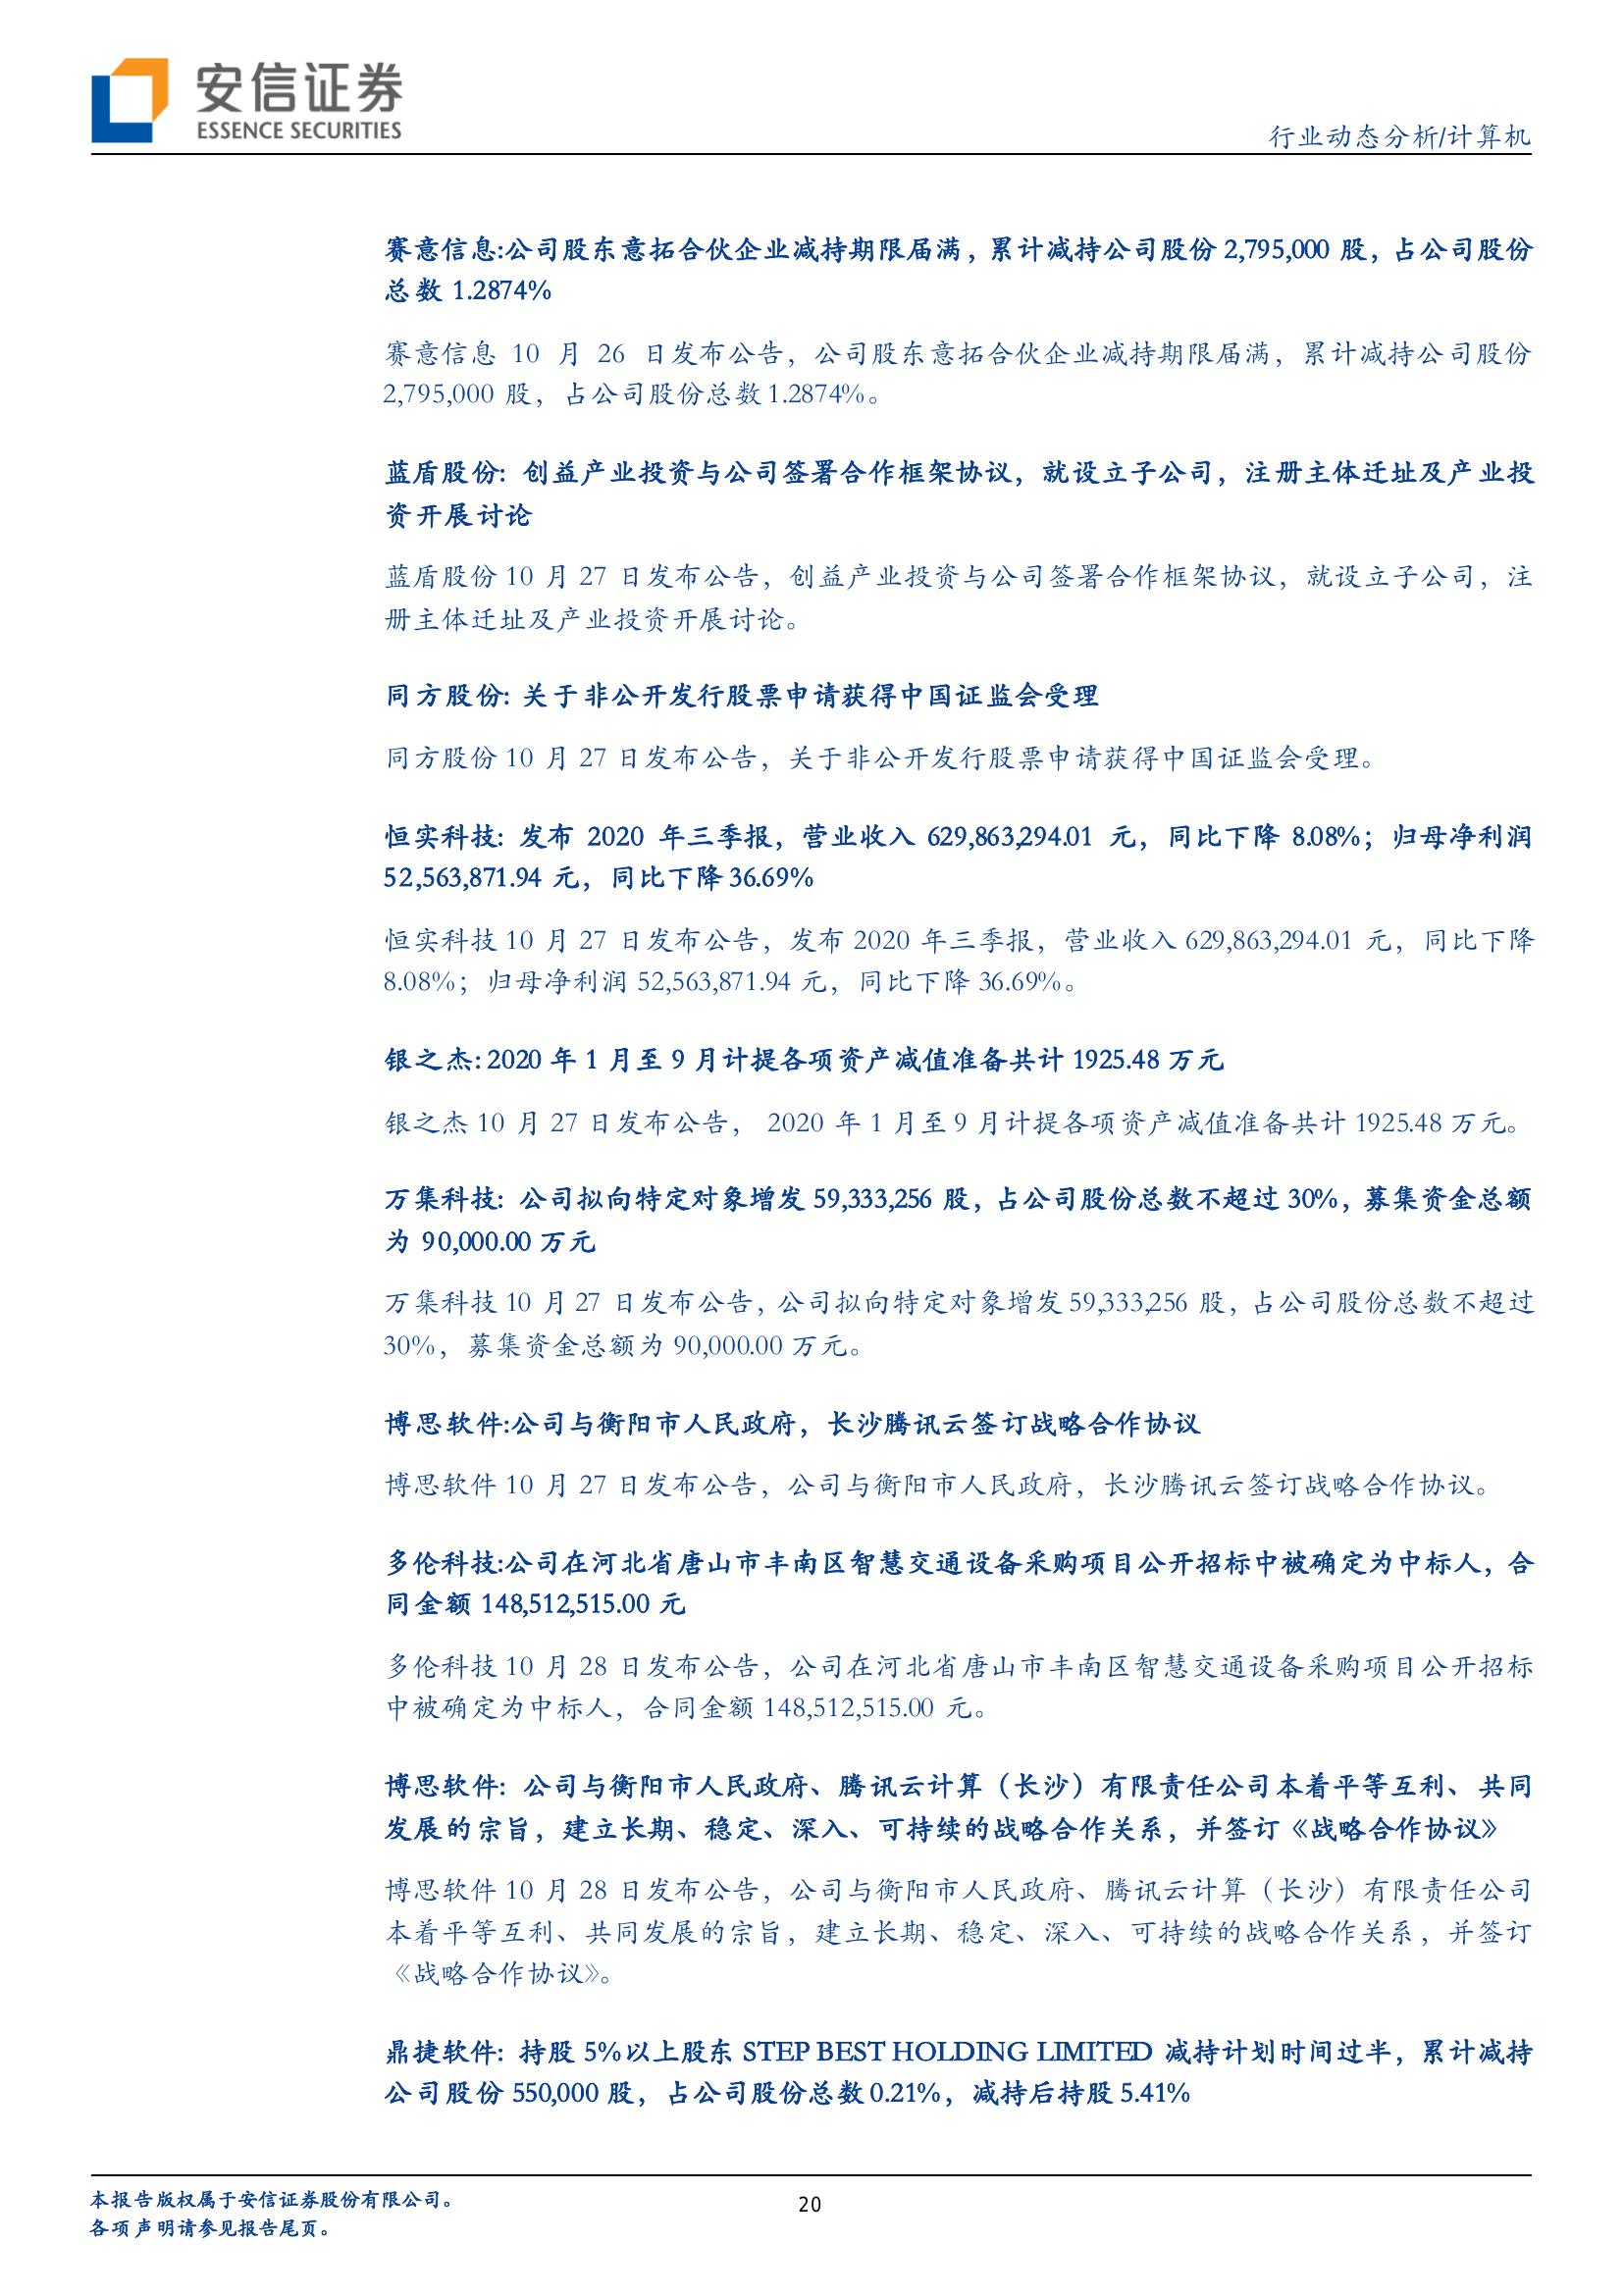 安信证券
ESSENCE SECURITIES
行业动态分析/计算机
赛意信息:公司股东意拓合伙企业减持期限届满，累计减持公司股份 2,795,000 股，占公司股份
总数 1.2874%
赛意信息 10 月 26 日发布公告，公司股东意拓合伙企业减持期限届满，累计减持公司股份
2,795,000 股，占公司股份总数 1.2874%。
蓝盾股份: 创益产业投资与公司签署合作框架协议，就设立子公司，注册主体迁址及产业投
资开展讨论
蓝盾股份 10 月 27 日发布公告，创益产业投资与公司签署合作框架协议，就设立子公司，注
册主体迁址及产业投资开展讨论。
同方股份: 关于非公开发行股票申请获得中国证监会受理
同方股份 10 月 27 日发布公告，关于非公开发行股票申请获得中国证监会受理。
恒实科技: 发布 2020 年三季报，营业收入 629,863,294.01 元，同比下降 8.08%；归母净利润
52,563,871.94 元，同比下降 36.69%
恒实科技 10 月 27 日发布公告，发布 2020 年三季报，营业收入 629,863,294.01 元，同比下降
8.08%；归母净利润 52,563,871.94 元，同比下降 36.69%。
银之杰: 2020 年 1 月至 9 月计提各项资产减值准备共计 1925.48 万元
银之杰 10 月 27 日发布公告， 2020 年 1 月至 9 月计提各项资产减值准备共计 1925.48 万元。
万集科技: 公司拟向特定对象增发 59,333,256 股，占公司股份总数不超过 30%，募集资金总额
为 90,000.00 万元
万集科技 10 月 27 日发布公告，公司拟向特定对象增发 59,333,256 股，占公司股份总数不超过
30%，募集资金总额为 90,000.00 万元。
博思软件:公司与衡阳市人民政府，长沙腾讯云签订战略合作协议
博思软件 10 月 27 日发布公告，公司与衡阳市人民政府，长沙腾讯云签订战略合作协议。
多伦科技:公司在河北省唐山市丰南区智慧交通设备采购项目公开招标中被确定为中标人，合
同金额 148,512,515.00 元
多伦科技 10 月 28 日发布公告，公司在河北省唐山市丰南区智慧交通设备采购项目公开招标
中被确定为中标人，合同金额 148,512,515.00 元。
博思软件: 公司与衡阳市人民政府、腾讯云计算（长沙）有限责任公司本着平等互利、共同
发展的宗旨，建立长期、稳定、深入、可持续的战略合作关系，并签订《战略合作协议》
博思软件 10 月 28 日发布公告，公司与衡阳市人民政府、腾讯云计算（长沙）有限责任公司
本着平等互利、共同发展的宗旨，建立长期、稳定、深入、可持续的战略合作关系，并签订
《战略合作协议》。
鼎捷软件: 持股 5%以上股东 STEP BEST HOLDING LIMITED 减持计划时间过半，累计减持
公司股份 550,000 股，占公司股份总数 0.21%，减持后持股 5.41%
本报告版权属于安信证券股份有限公司。
各项声明请参见报告尾页。
20